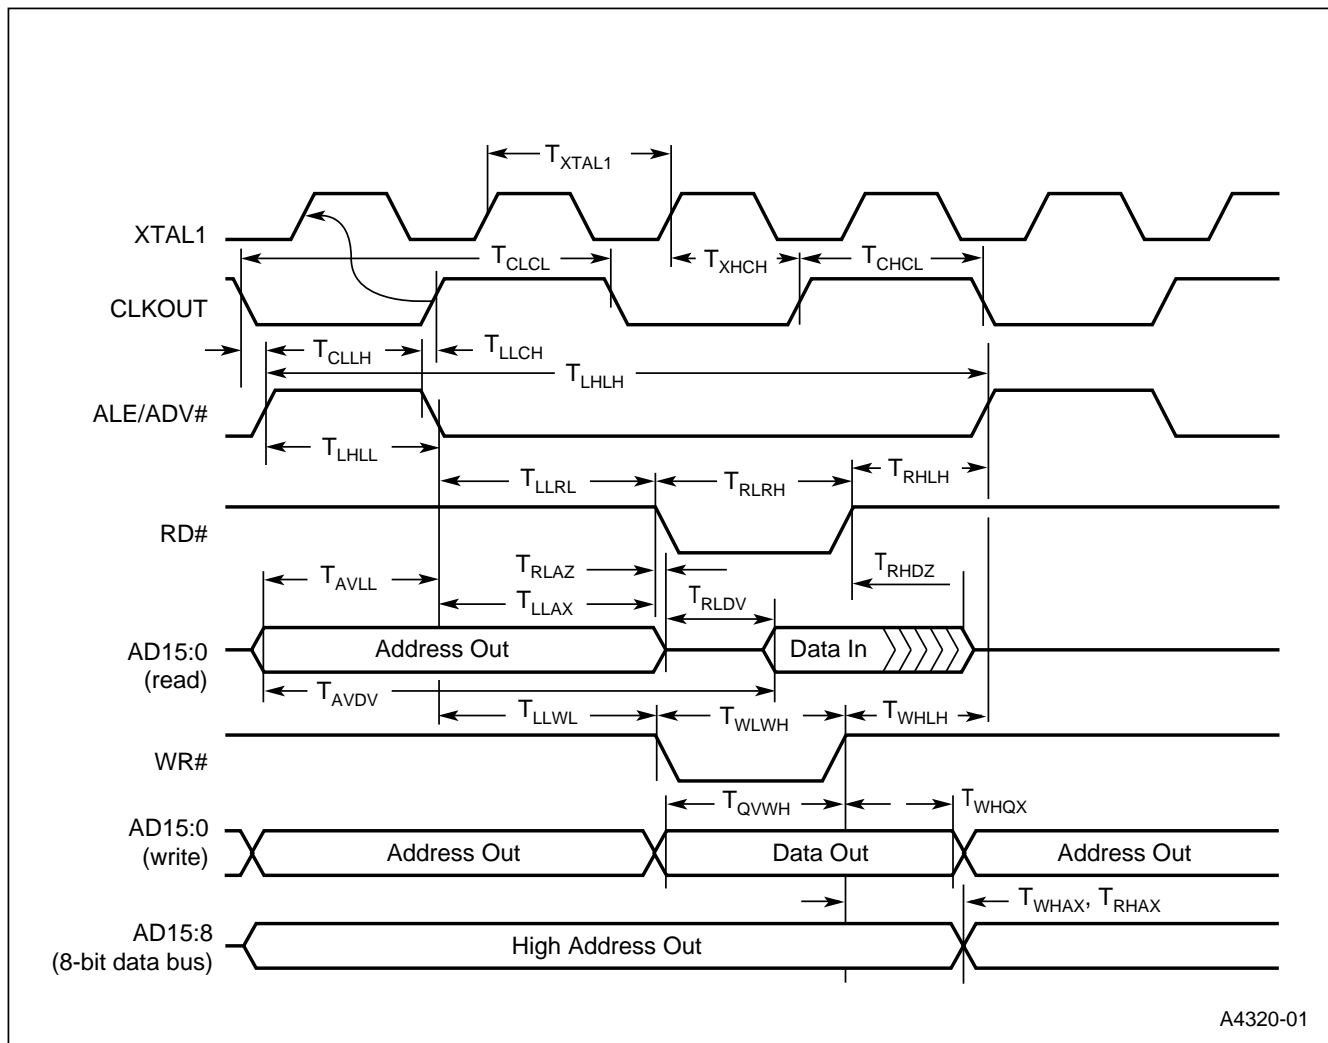 T_XTAL1
XTAL1
T_CLCL
T_XHCH
T_CHCL
CLKOUT
T_CLLH
T_LLCH
T_LHLH
ALE/ADV#
T_LHLL
T_RHLH
T_LLRL
T_RLRH
RD#
T_RLAZ
T_RHDZ
T_AVLL
T_LLAX
T_RLDV
AD15:0
(read)
Address Out
Data In
T_AVDV
T_LLWL
T_WLWH
T_WHLH
WR#
T_QVWH
T_WHQX
AD15:0
(write)
Address Out
Data Out
Address Out
T_WHAX, T_RHAX
AD15:8
(8-bit data bus)
High Address Out
A4320-01